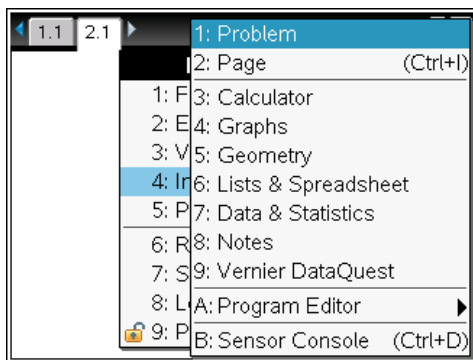 1.1 2.1
1: Problem
2: Page (Ctrl+I)
3: Calculator
4: Graphs
5: Geometry
6: Lists & Spreadsheet
7: Data & Statistics
8: Notes
9: Vernier DataQuest
A: Program Editor
B: Sensor Console (Ctrl+D)
1: F
2: E
3: V
4: In
5: P
6: R
7: S
8: L
9: P